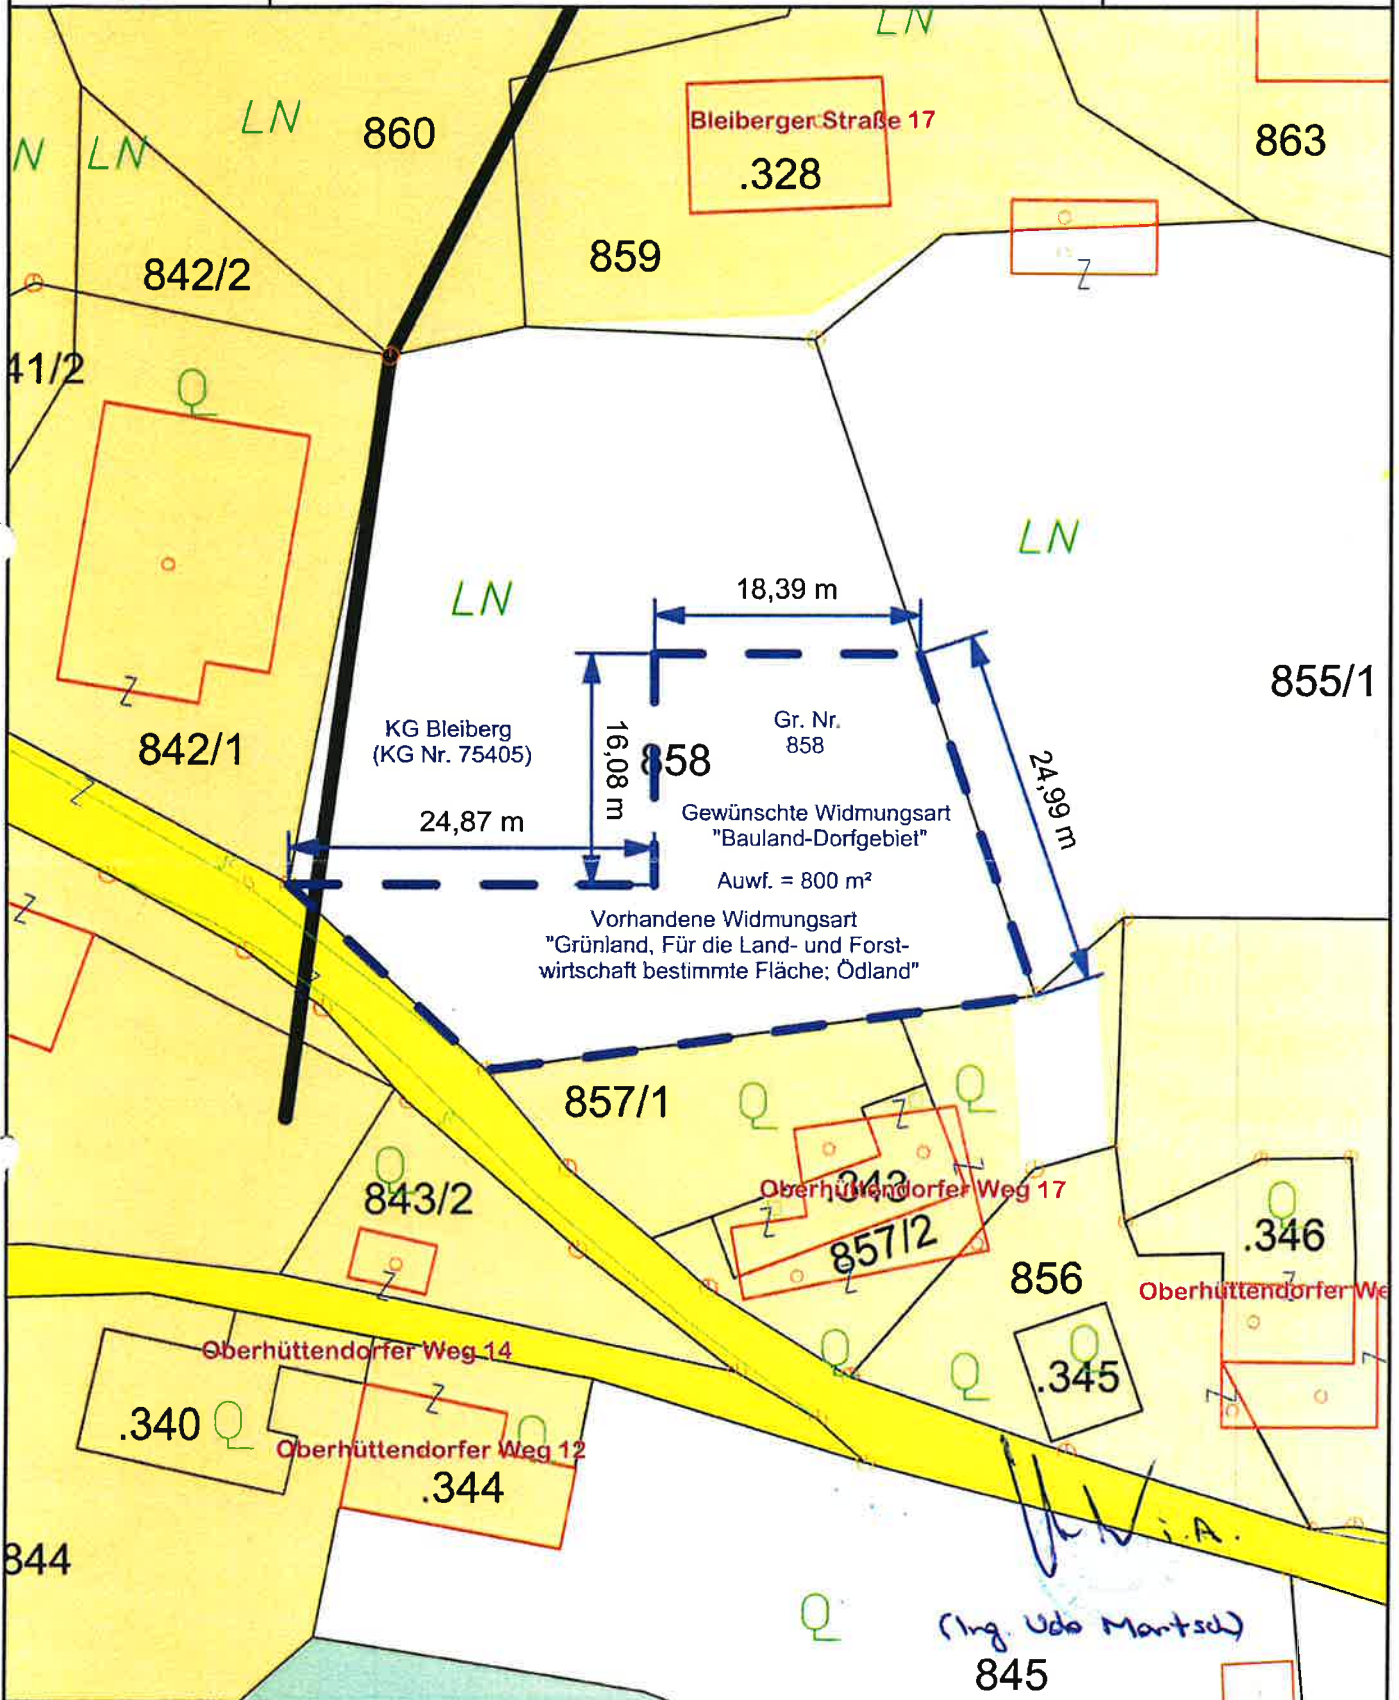 LN
LN
860
Bleiberger Straße 17
863
N
LN
.328
859
842/2
41/2
Q
LN
LN
18,39 m
855/1
KG Bleiberg
(KG Nr. 75405)
Gr. Nr.
858
842/1
16,08 m
858
24,99 m
24,87 m
Gewünschte Widmungsart
"Bauland-Dorfgebiet"
Auwf. = 800 m²
Vorhandene Widmungsart
"Grünland, Für die Land- und Forst-
wirtschaft bestimmte Fläche; Ödland"
857/1
Q
Q
Q
843/2
.343
Oberhüttendorfer Weg 17
857/2
Q
.346
856
Oberhüttendorfer We
Oberhüttendorfer Weg 14
Q
Q
Q
.345
.340
Q
Q
Oberhüttendorfer Weg 12
.344
i.A.
844
Q
(Ing. Udo Martsch)
845